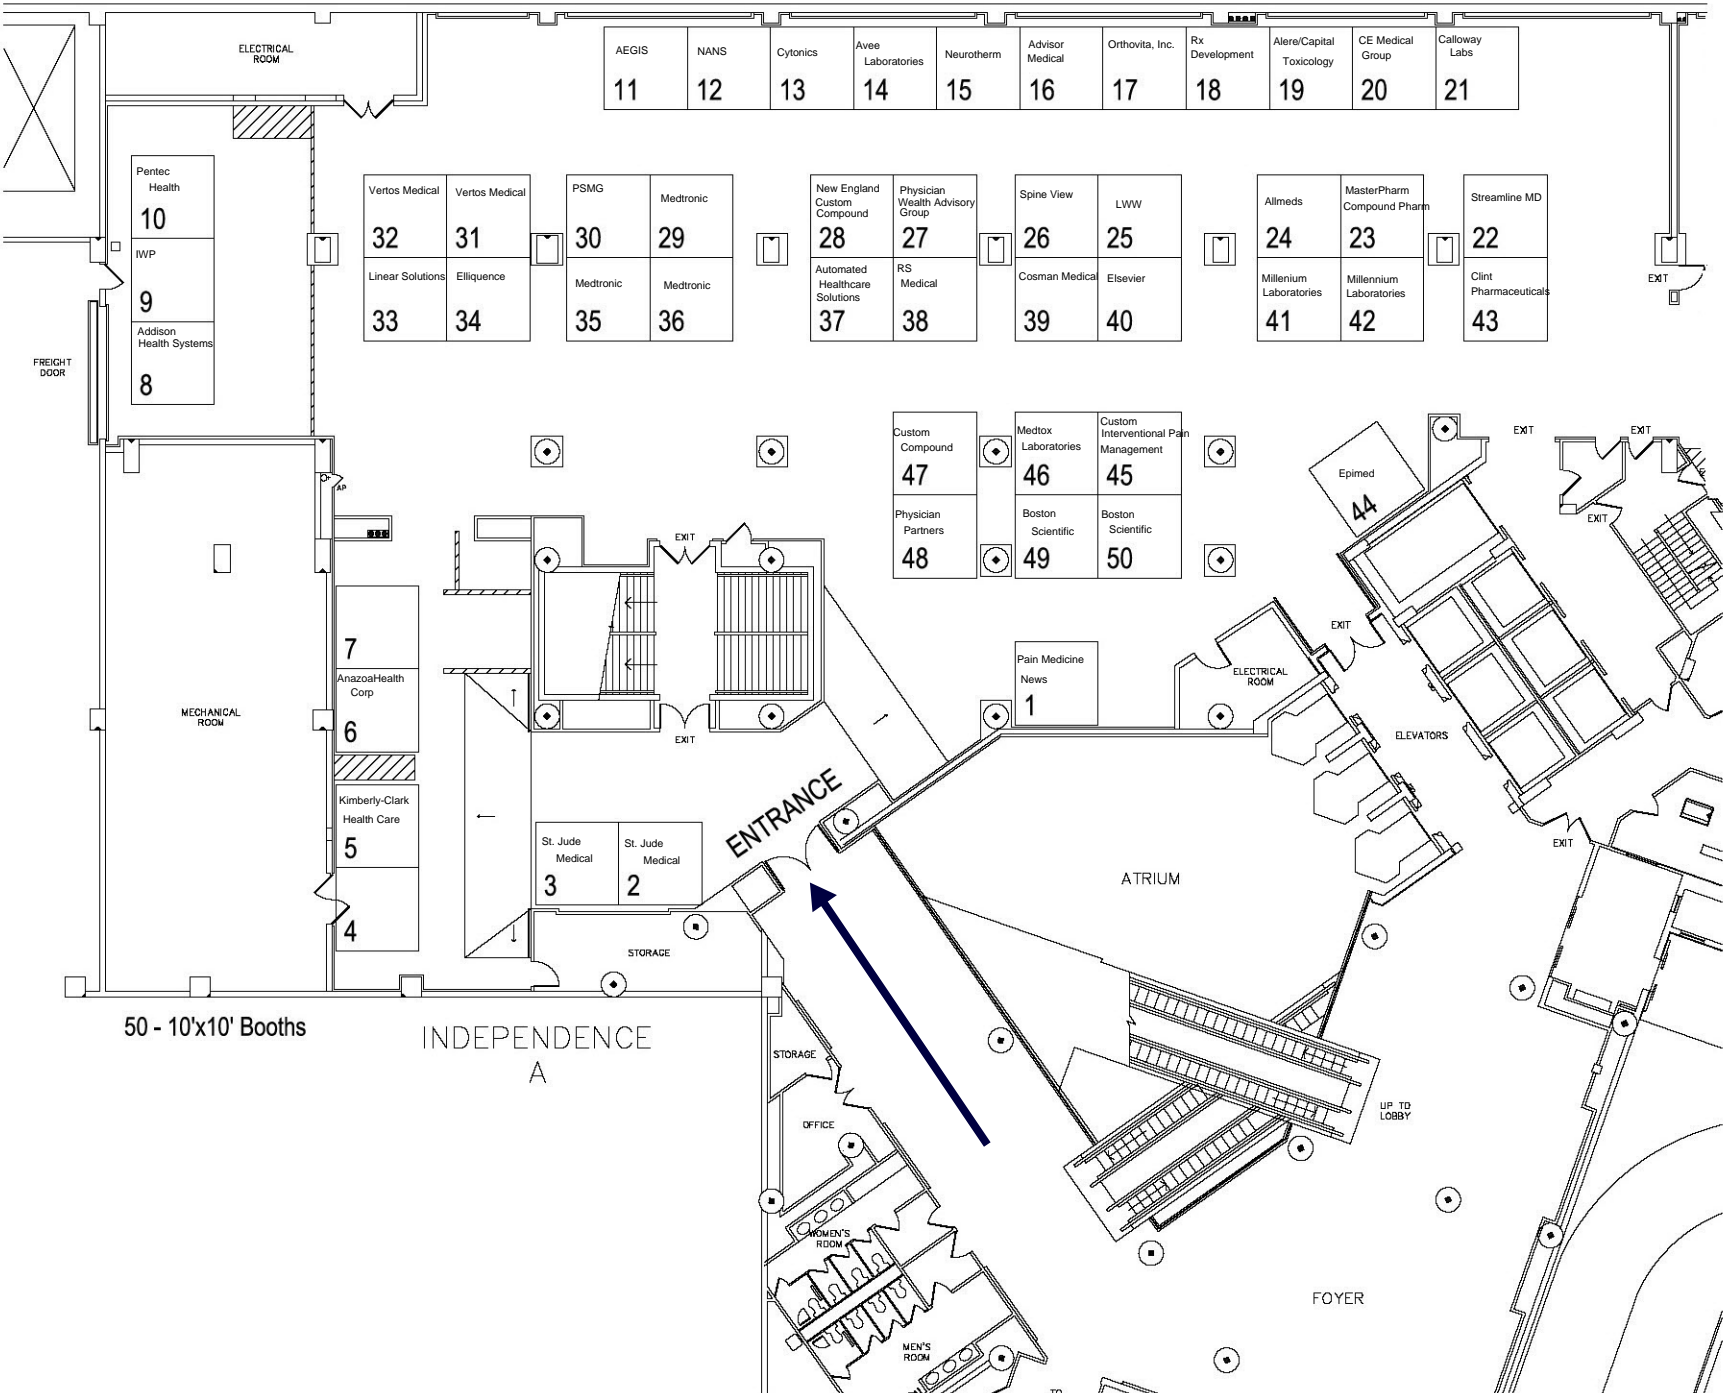 ELECTRICAL
ROOM
AEGIS
11
NANS
12
Cytonics
13
Avee
Laboratories
14
Neurotherm
15
Advisor
Medical
16
Orthovita, Inc.
17
Rx
Development
18
Alere/Capital
Toxicology
19
CE Medical
Group
20
Calloway
Labs
21
Pentec
Health
10
IWP
9
Addison
Health Systems
8
FREIGHT
DOOR
Vertos Medical
32
Vertos Medical
31
PSMG
30
Medtronic
29
New England
Custom
Compound
28
Physician
Wealth Advisory
Group
27
Spine View
26
LWW
25
Allmeds
24
MasterPharm
Compound Pharm
23
Streamline MD
22
EXIT
Linear Solutions
33
Elliquence
34
Medtronic
35
Medtronic
36
Automated
Healthcare
Solutions
37
RS
Medical
38
Cosman Medical
39
Elsevier
40
Millenium
Laboratories
41
Millennium
Laboratories
42
Clint
Pharmaceuticals
43
Custom
Compound
47
Medtox
Laboratories
46
Custom
Interventional Pain
Management
45
Physician
Partners
48
Boston
Scientific
49
Boston
Scientific
50
Epimed
44
EXIT
EXIT
EXIT
AP
EXIT
EXIT
EXIT
7
AnazoaHealth
Corp
6
MECHANICAL
ROOM
Kimberly-Clark
Health Care
5
4
St. Jude
Medical
3
St. Jude
Medical
2
Pain Medicine
News
1
ELECTRICAL
ROOM
ELEVATORS
EXIT
ENTRANCE
ATRIUM
STORAGE
50 - 10'x10' Booths
INDEPENDENCE
A
STORAGE
OFFICE
UP TO
LOBBY
WOMEN'S
ROOM
MEN'S
ROOM
FOYER
TO